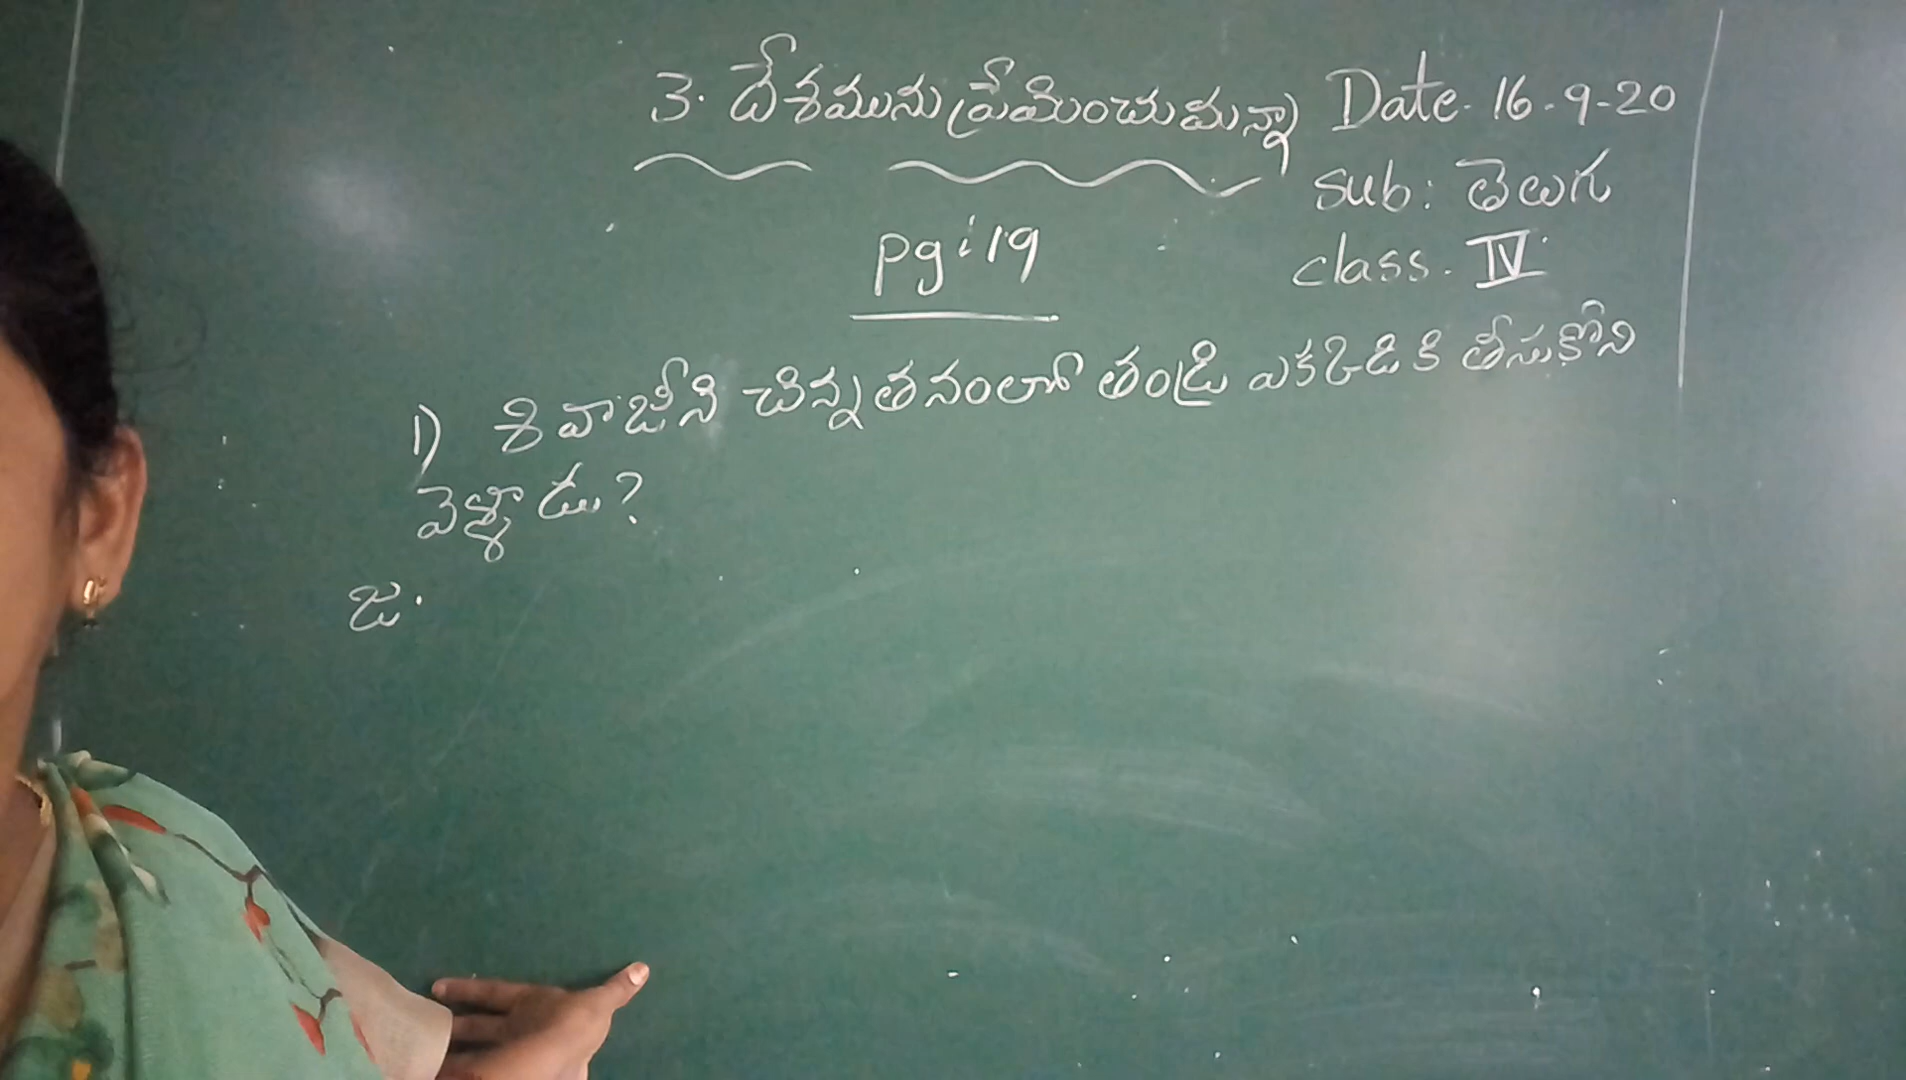 3. దేశమును ప్రేమించుమన్నా Date. 16-9-20
sub: తెలుగు
pg: 19
class. IV
1) శివాజీని చిన్నతనంలో తండ్రి ఎక్కడికి తీసుకొని
వెళ్ళాడు?
జ.